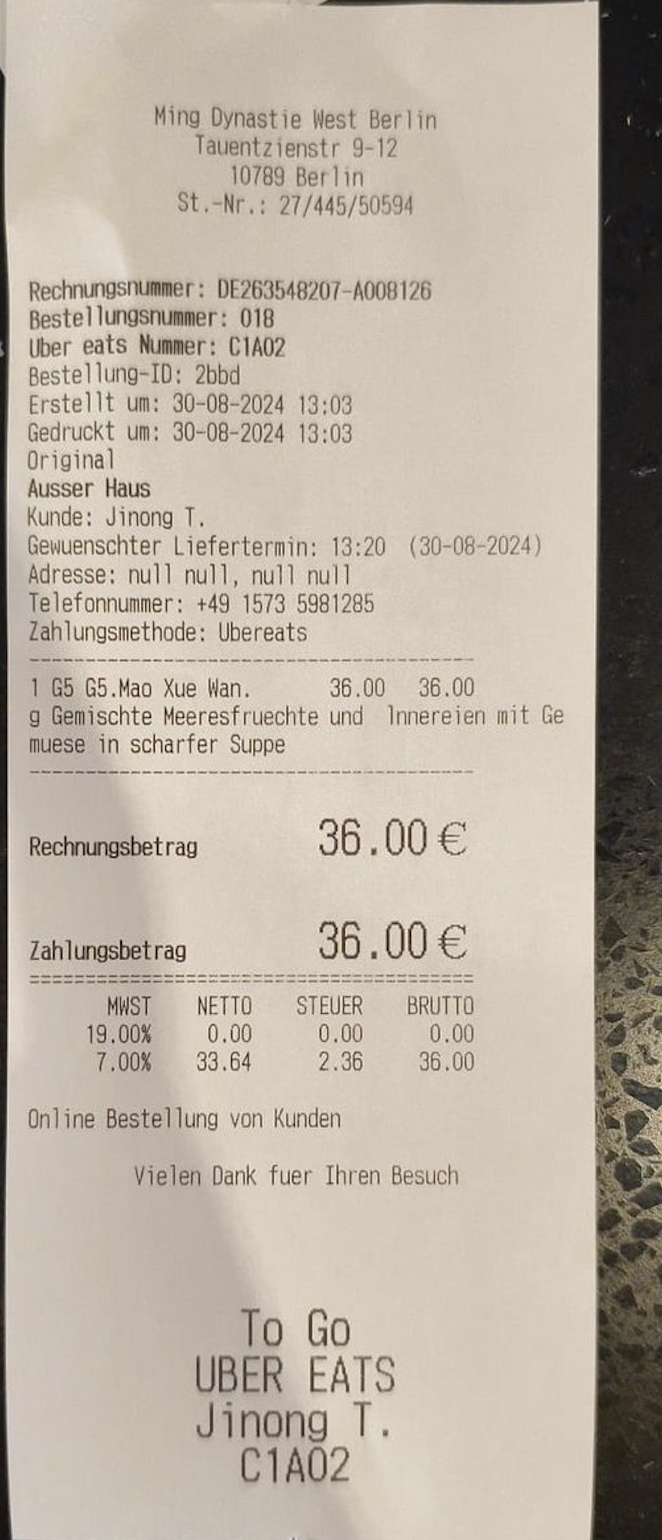 Ming Dynastie West Berlin
Tauentzienstr 9-12
10789 Berlin
St.-Nr.: 27/445/50594
Rechnungsnummer: DE263548207-A008126
Bestellungsnummer: 018
Uber eats Nummer: C1A02
Bestellung-ID: 2bbd
Erstellt um: 30-08-2024 13:03
Gedruckt um: 30-08-2024 13:03
Original
Ausser Haus
Kunde: Jinong T.
Gewuenschter Liefertermin: 13:20 (30-08-2024)
Adresse: null null, null null
Telefonnummer: +49 1573 5981285
Zahlungsmethode: Ubereats
1 G5 G5.Mao Xue Wan. 36.00 36.00
g Gemischte Meeresfruechte und Innereien mit Ge
muese in scharfer Suppe
Rechnungsbetrag 36.00 €
Zahlungsbetrag 36.00 €
MWST NETTO STEUER BRUTTO
19.00% 0.00 0.00 0.00
7.00% 33.64 2.36 36.00
Online Bestellung von Kunden
Vielen Dank fuer Ihren Besuch
To Go
UBER EATS
Jinong T.
C1A02